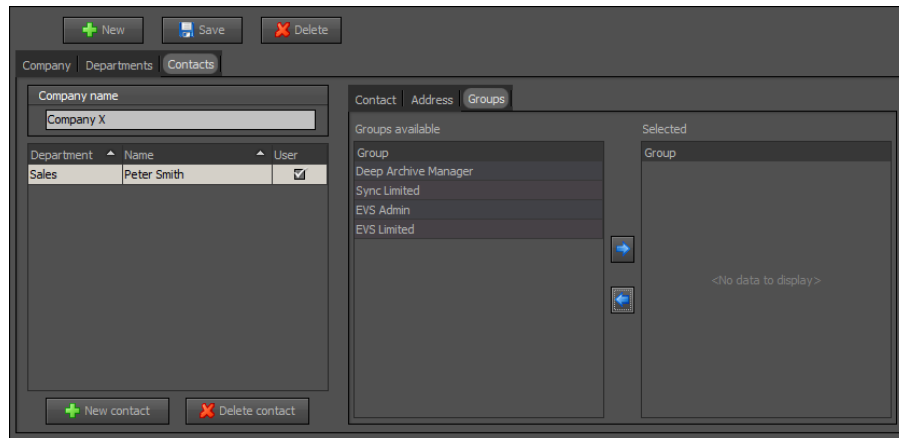 New Save Delete
Company Departments Contacts
Company name
Company X
Department Name User
Sales Peter Smith
New contact Delete contact
Contact Address Groups
Groups available Selected
Group Group
Deep Archive Manager
Sync Limited
EVS Admin
EVS Limited
<No data to display>